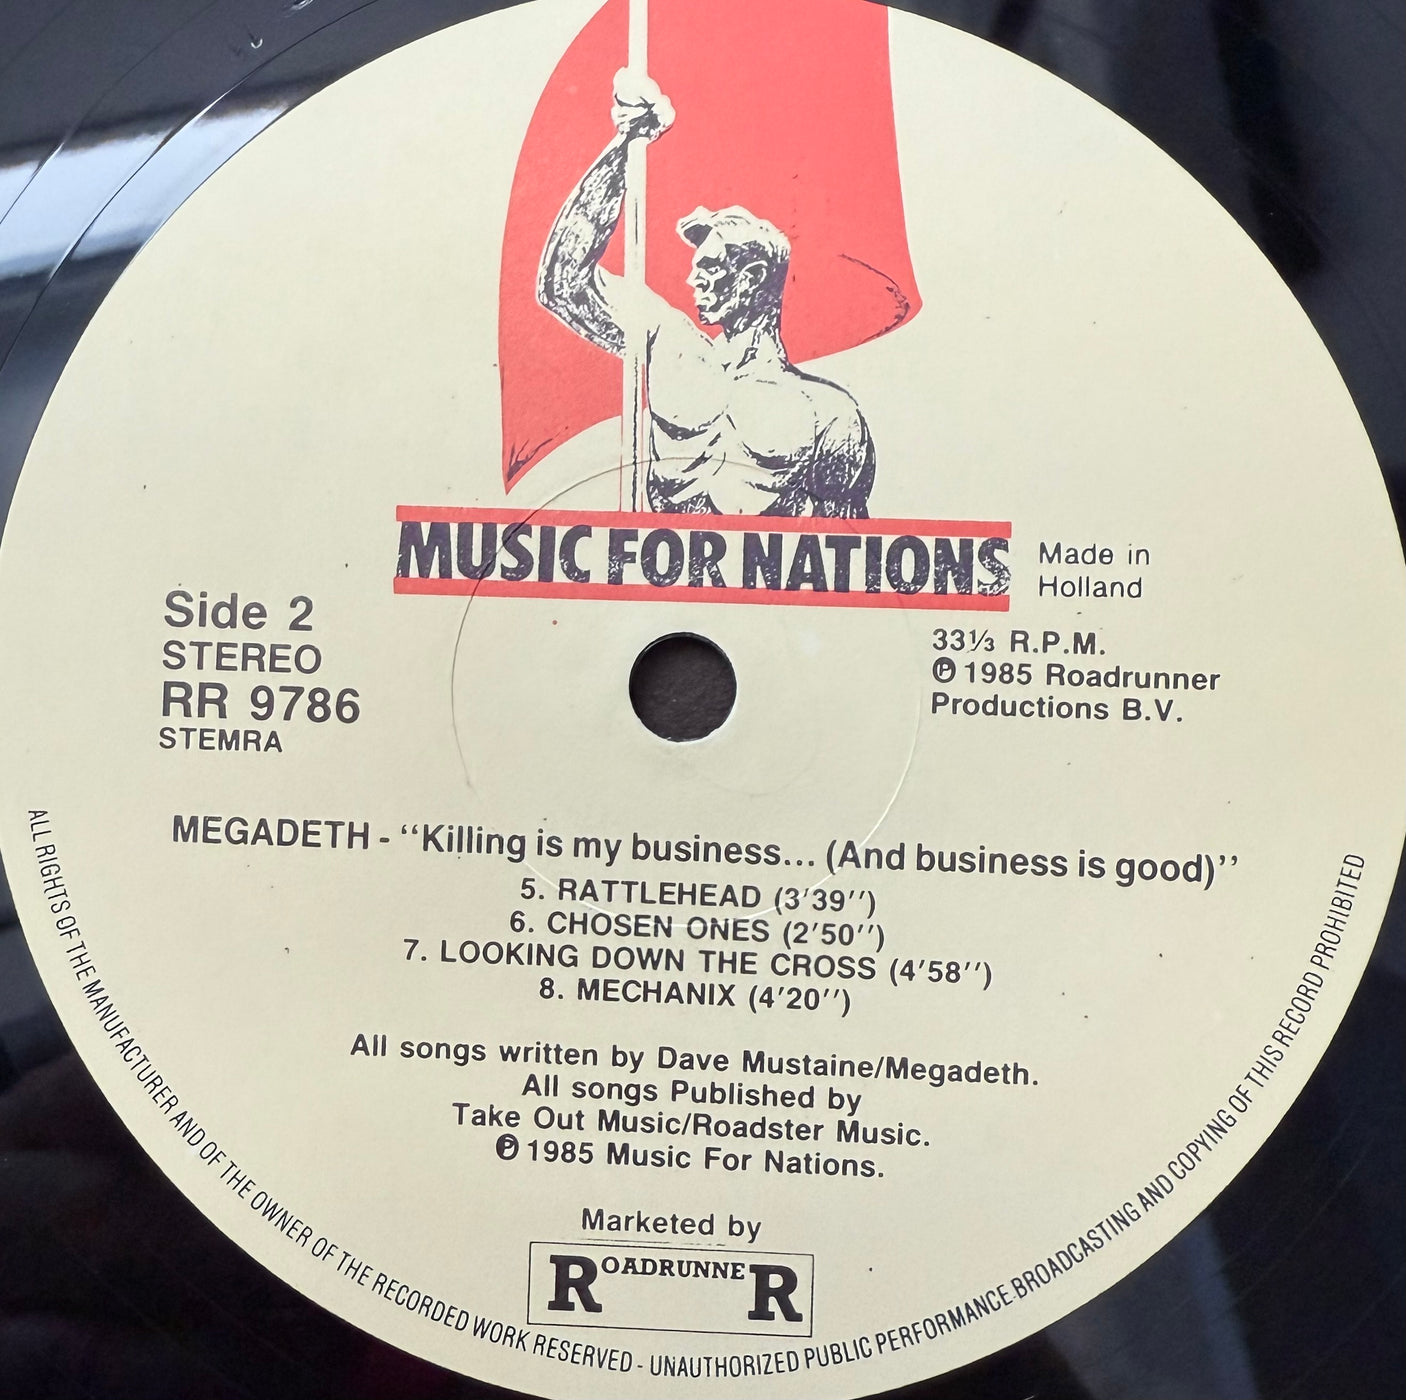 MUSIC FOR NATIONS
Made in
Holland
Side 2
STEREO
RR 9786
STEMRA
33⅓ R.P.M.
℗ 1985 Roadrunner
Productions B.V.
MEGADETH - “Killing is my business... (And business is good)”
5. RATTLEHEAD (3'39'')
6. CHOSEN ONES (2'50'')
7. LOOKING DOWN THE CROSS (4'58'')
8. MECHANIX (4'20'')
All songs written by Dave Mustaine/Megadeth.
All songs Published by
Take Out Music/Roadster Music.
℗ 1985 Music For Nations.
Marketed by
ROADRUNNER
ALL RIGHTS OF THE MANUFACTURER AND OF THE OWNER OF THE RECORDED WORK RESERVED - UNAUTHORIZED PUBLIC PERFORMANCE BROADCASTING AND COPYING OF THIS RECORD PROHIBITED